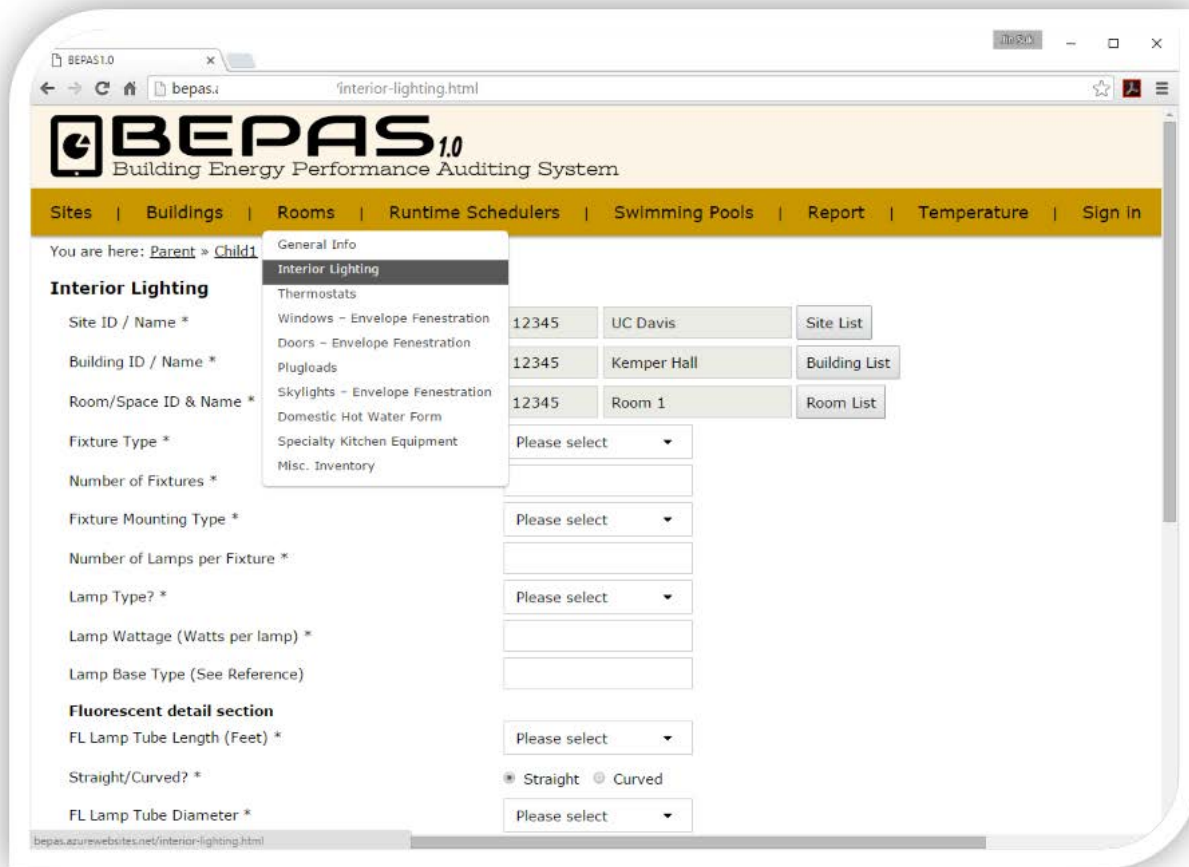 Jin Suk
BEPAS1.0
bepas.a
interior-lighting.html
BEPAS 1.0
Building Energy Performance Auditing System
Sites | Buildings | Rooms | Runtime Schedulers | Swimming Pools | Report | Temperature | Sign in
You are here: Parent » Child1
General Info
Interior Lighting
Thermostats
Windows – Envelope Fenestration
Doors – Envelope Fenestration
Plugloads
Skylights – Envelope Fenestration
Domestic Hot Water Form
Specialty Kitchen Equipment
Misc. Inventory
Interior Lighting
Site ID / Name * 12345 UC Davis Site List
Building ID / Name * 12345 Kemper Hall Building List
Room/Space ID & Name * 12345 Room 1 Room List
Fixture Type * Please select
Number of Fixtures *
Fixture Mounting Type * Please select
Number of Lamps per Fixture *
Lamp Type? * Please select
Lamp Wattage (Watts per lamp) *
Lamp Base Type (See Reference)
Fluorescent detail section
FL Lamp Tube Length (Feet) * Please select
Straight/Curved? * Straight Curved
FL Lamp Tube Diameter * Please select
bepas.azurewebsites.net/interior-lighting.html